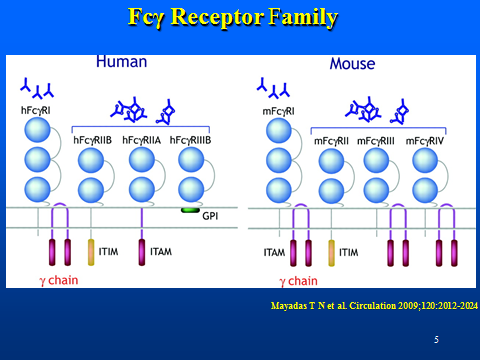 Fcγ Receptor Family
Human
Mouse
hFcγRI
hFcγRIIB hFcγRIIA hFcγRIIIB
GPI
ITIM
ITAM
γ chain
mFcγRI
mFcγRII mFcγRIII mFcγRIV
ITAM
ITIM
γ chain
Mayadas T N et al. Circulation 2009;120:2012-2024
5